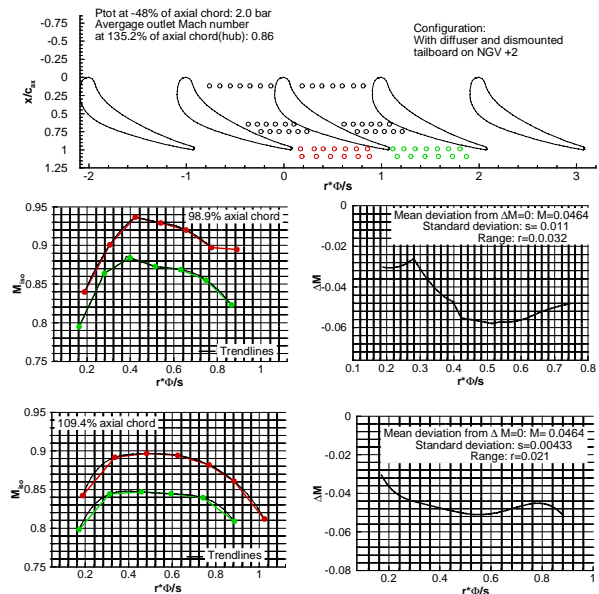 Ptot at -48% of axial chord: 2.0 bar
Avergage outlet Mach number
at 135.2% of axial chord(hub): 0.86
Configuration:
With diffuser and dismounted
tailboard on NGV +2
-0.75
-0.5
-0.25
0
0.25
0.5
0.75
1
1.25
x/c_ax
-2 -1 0 1 2 3
r*Φ/s
0.95
0.9
0.85
0.8
0.75
M_iso
98.9% axial chord
Trendlines
0.2 0.4 0.6 0.8 1
r*Φ/s
0
-0.02
-0.04
-0.06
ΔM
Mean deviation from ΔM=0: M=0.0464
Standard deviation: s= 0.011
Range: r=0.0.032
0.1 0.2 0.3 0.4 0.5 0.6 0.7 0.8
r*Φ/s
0.95
0.9
0.85
0.8
0.75
M_iso
109.4% axial chord
Trendlines
0.2 0.4 0.6 0.8 1
r*Φ/s
0
-0.02
-0.04
-0.06
-0.08
ΔM
Mean deviation from Δ M=0: M= 0.0464
Standard deviation: s=0.00433
Range: r=0.021
0.2 0.4 0.6 0.8 1
r*Φ/s